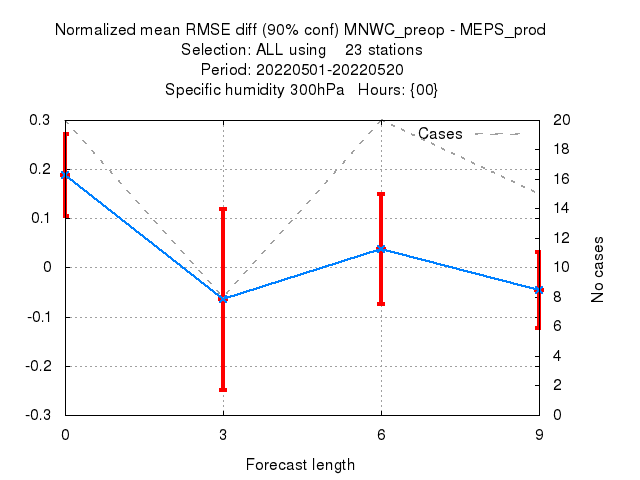 Normalized mean RMSE diff (90% conf) MNWC_preop - MEPS_prod
Selection: ALL using 23 stations
Period: 20220501-20220520
Specific humidity 300hPa Hours: {00}
0.3
0.2
0.1
0
-0.1
-0.2
-0.3
Cases
20
18
16
14
12
10
8
6
4
2
0
No cases
0 3 6 9
Forecast length